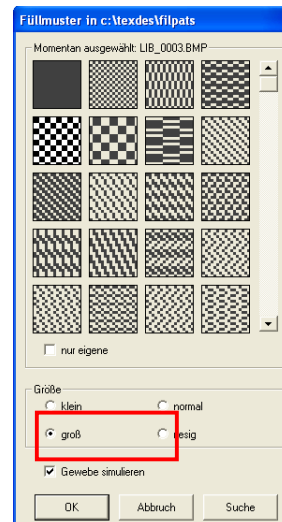 Füllmuster in c:\texdes\filpats
Momentan ausgewählt: LIB_0003.BMP
nur eigene
Größe
klein normal
groß riesig
Gewebe simulieren
OK Abbruch Suche